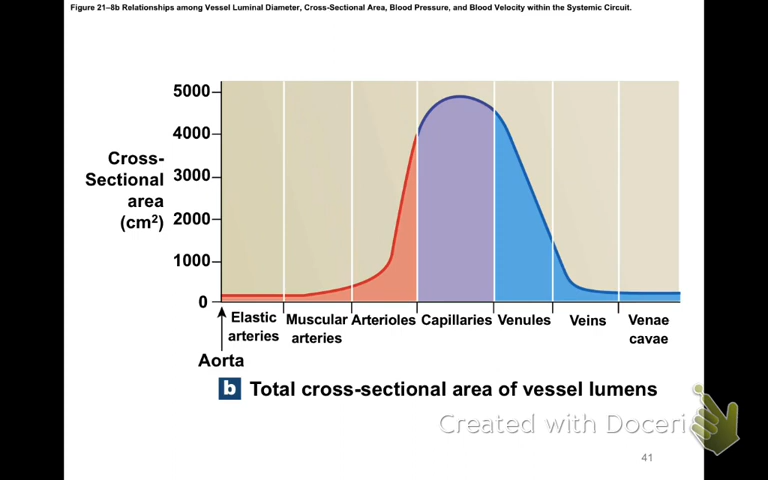 Figure 21–8b Relationships among Vessel Luminal Diameter, Cross-Sectional Area, Blood Pressure, and Blood Velocity within the Systemic Circuit.
5000
4000
3000
2000
1000
0
Cross-
Sectional
area
(cm²)
Elastic
arteries
Muscular
arteries
Arterioles
Capillaries
Venules
Veins
Venae
cavae
Aorta
b Total cross-sectional area of vessel lumens
Created with Doceri
41